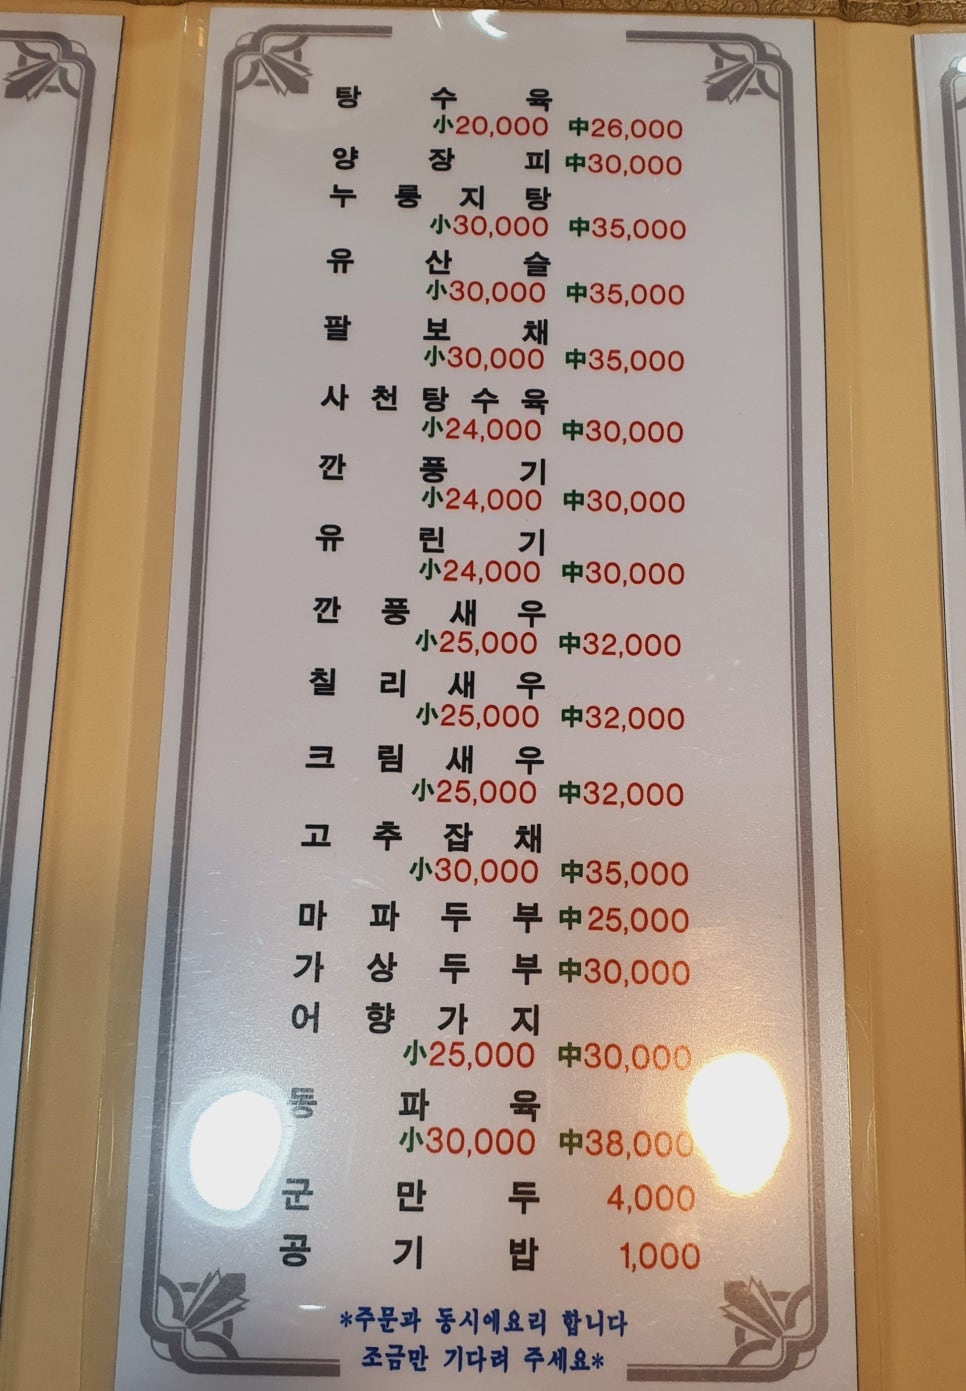 탕수육
小20,000 中26,000
양장피 中30,000
누룽지탕
小30,000 中35,000
유산슬
小30,000 中35,000
팔보채
小30,000 中35,000
사천탕수육
小24,000 中30,000
깐풍기
小24,000 中30,000
유린기
小24,000 中30,000
깐풍새우
小25,000 中32,000
칠리새우
小25,000 中32,000
크림새우
小25,000 中32,000
고추잡채
小30,000 中35,000
마파두부 中25,000
가상두부 中30,000
어향가지
小25,000 中30,000
동파육
小30,000 中38,000
군만두 4,000
공기밥 1,000
*주문과 동시에요리 합니다
조금만 기다려 주세요*